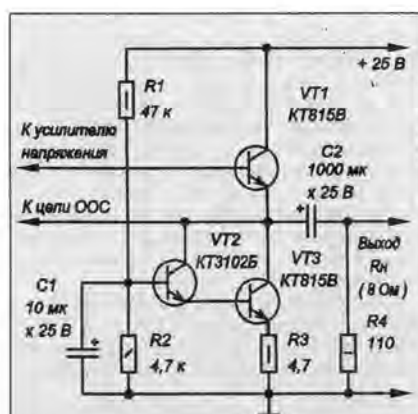 + 25 В
R1
47 к
VT1
КТ815В
К усилителю
напряжения
C2
1000 мк
x 25 В
К цепи ООС
VT2
КТ3102Б
VT3
КТ815В
Выход
Rн
( 8 Ом )
C1
10 мк
x 25 В
R2
4,7 к
R3
4,7
R4
110